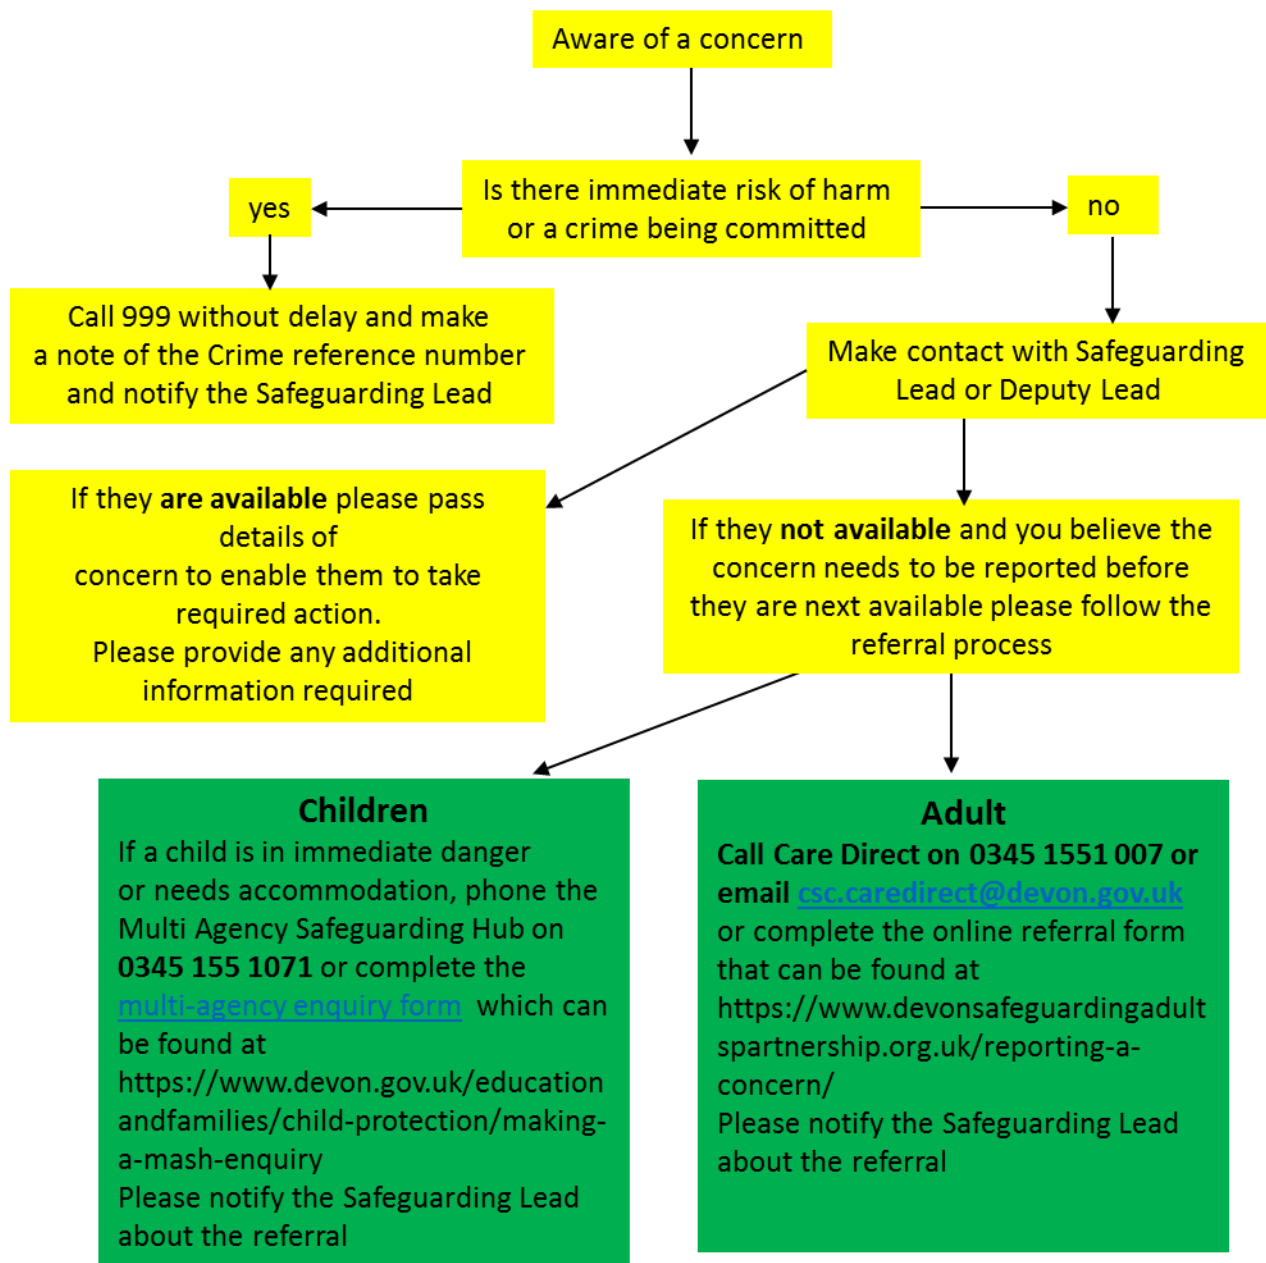 Aware of a concern
Is there immediate risk of harm
or a crime being committed
yes
no
Call 999 without delay and make
a note of the Crime reference number
and notify the Safeguarding Lead
Make contact with Safeguarding
Lead or Deputy Lead
If they are available please pass
details of
concern to enable them to take
required action.
Please provide any additional
information required
If they not available and you believe the
concern needs to be reported before
they are next available please follow the
referral process
Children
If a child is in immediate danger
or needs accommodation, phone the
Multi Agency Safeguarding Hub on
0345 155 1071 or complete the
multi-agency enquiry form which can
be found at
https://www.devon.gov.uk/education
andfamilies/child-protection/making-
a-mash-enquiry
Please notify the Safeguarding Lead
about the referral
Adult
Call Care Direct on 0345 1551 007 or
email csc.caredirect@devon.gov.uk
or complete the online referral form
that can be found at
https://www.devonsafeguardingadult
spartnership.org.uk/reporting-a-
concern/
Please notify the Safeguarding Lead
about the referral